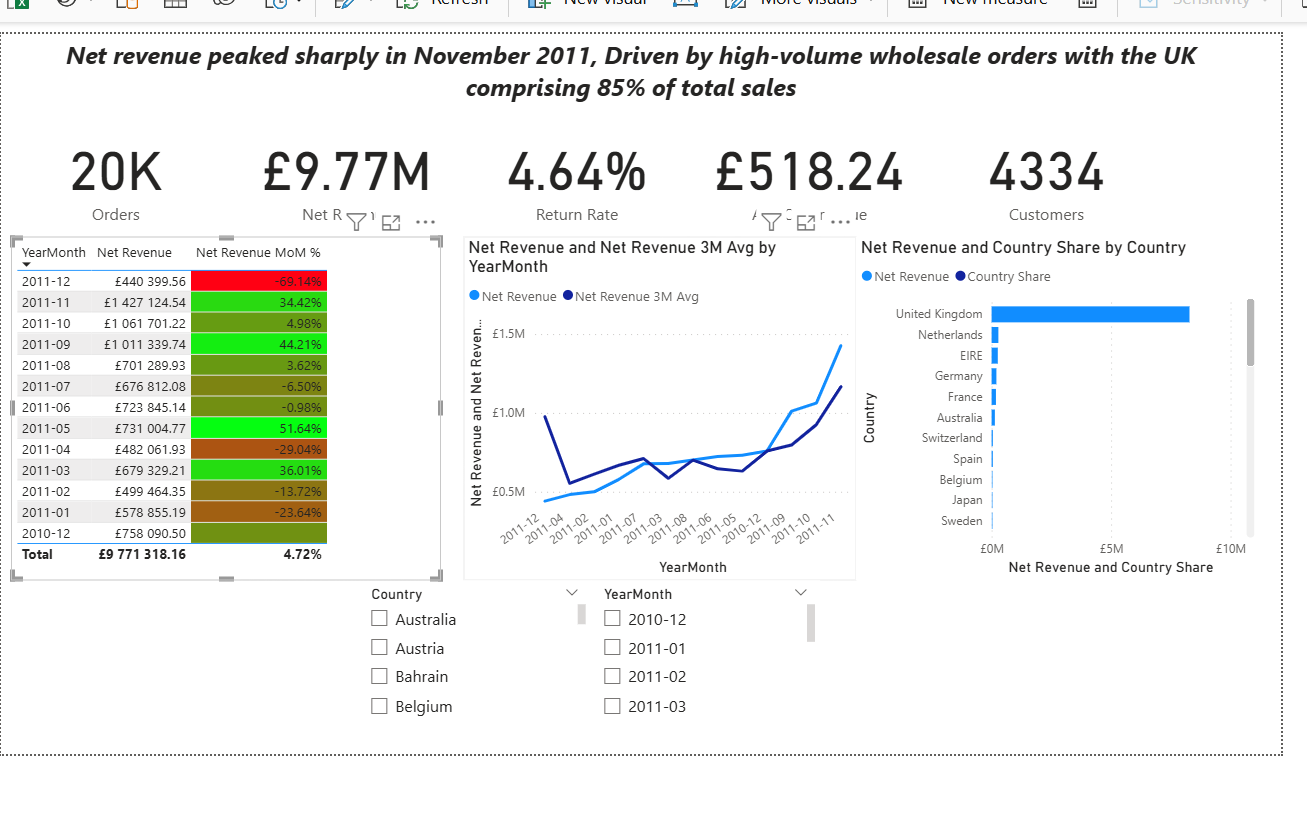 Refresh New visual More visuals New measure Sensitivity
Net revenue peaked sharply in November 2011, Driven by high-volume wholesale orders with the UK
comprising 85% of total sales
20K £9.77M 4.64% £518.24 4334
Orders Net R Return Rate Customers
YearMonth Net Revenue Net Revenue MoM %
2011-12 £440 399.56 -69.14%
2011-11 £1 427 124.54 34.42%
2011-10 £1 061 701.22 4.98%
2011-09 £1 011 339.74 44.21%
2011-08 £701 289.93 3.62%
2011-07 £676 812.08 -6.50%
2011-06 £723 845.14 -0.98%
2011-05 £731 004.77 51.64%
2011-04 £482 061.93 -29.04%
2011-03 £679 329.21 36.01%
2011-02 £499 464.35 -13.72%
2011-01 £578 855.19 -23.64%
2010-12 £758 090.50
Total £9 771 318.16 4.72%
Net Revenue and Net Revenue 3M Avg by
YearMonth
Net Revenue Net Revenue 3M Avg
Net Revenue and Net Reven...
£1.5M
£1.0M
£0.5M
2011-12 2011-04 2011-02 2011-01 2011-07 2011-03 2011-08 2011-06 2011-05 2010-12 2011-09 2011-10 2011-11
YearMonth
Net Revenue and Country Share by Country
Net Revenue Country Share
Country
United Kingdom
Netherlands
EIRE
Germany
France
Australia
Switzerland
Spain
Belgium
Japan
Sweden
£0M £5M £10M
Net Revenue and Country Share
Country
Australia
Austria
Bahrain
Belgium
YearMonth
2010-12
2011-01
2011-02
2011-03